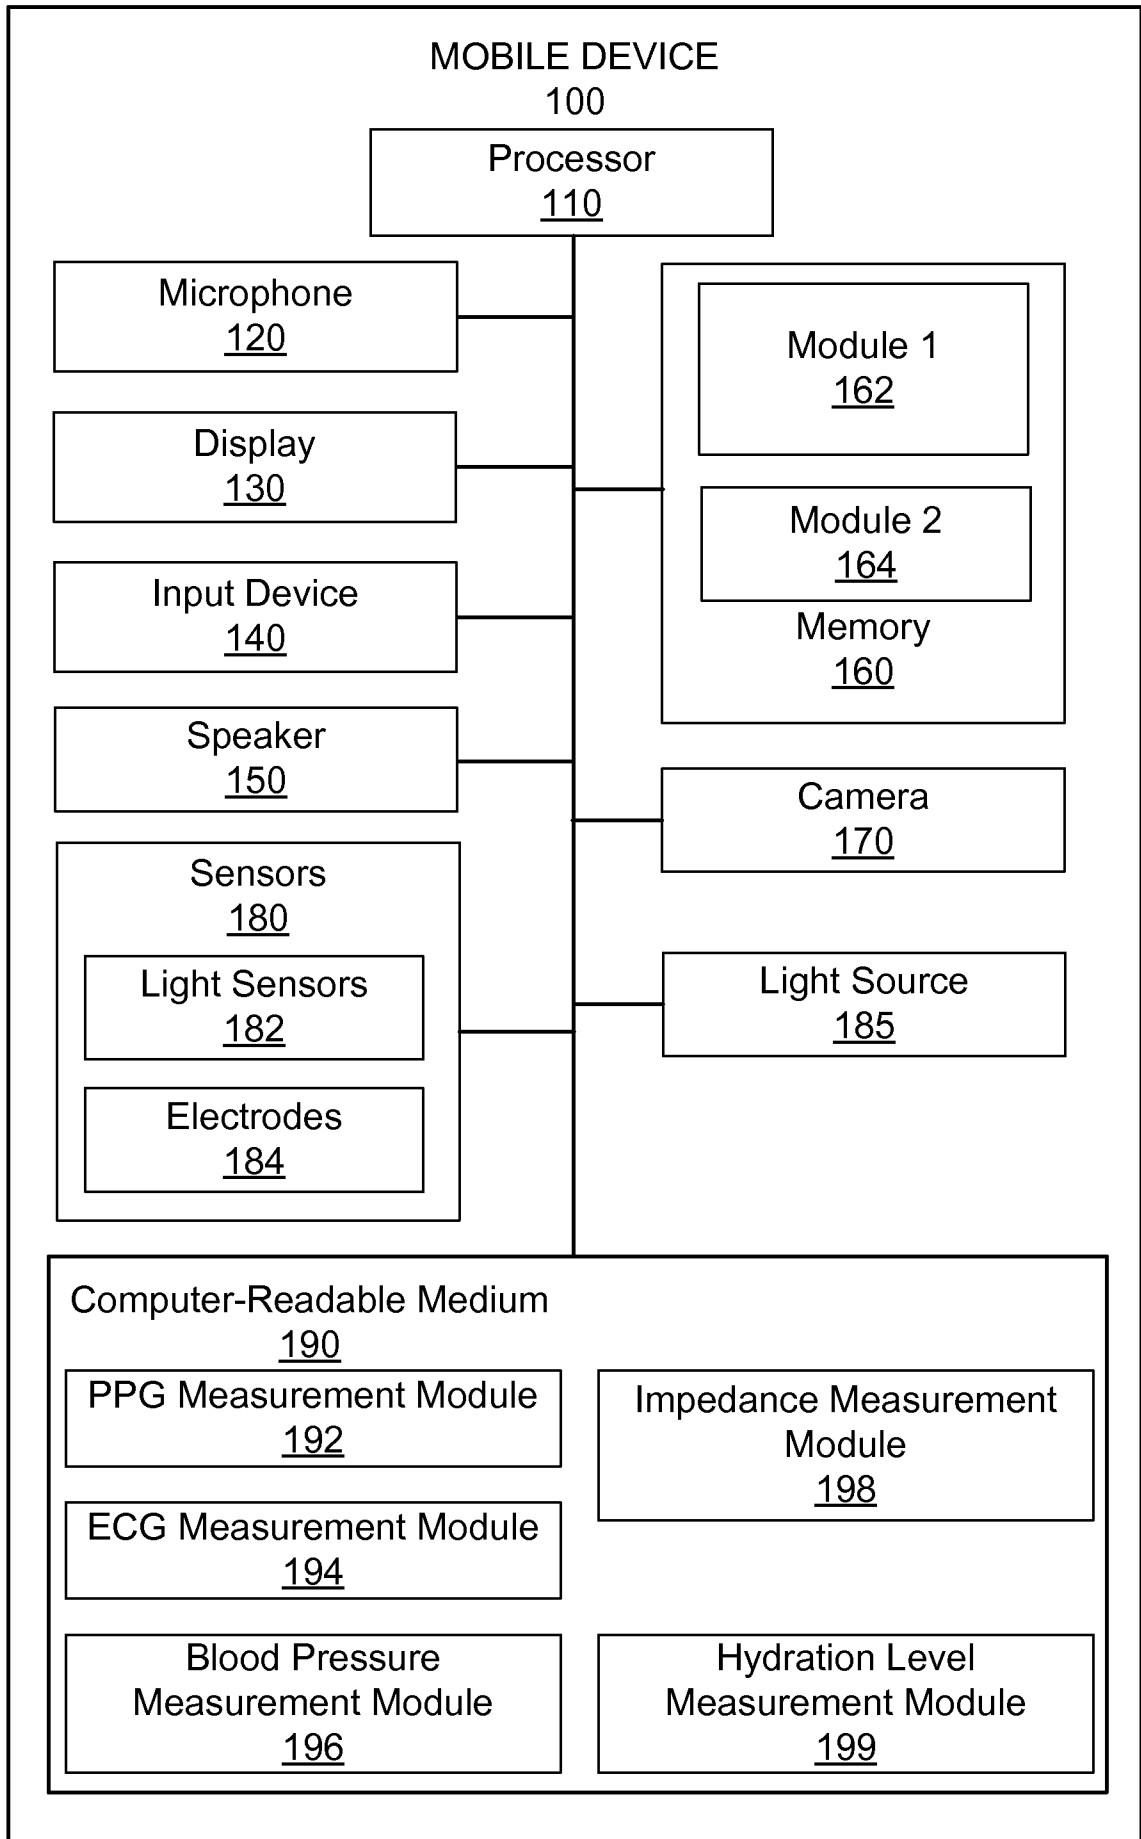 MOBILE DEVICE
100
Processor
110
Microphone
120
Display
130
Input Device
140
Speaker
150
Sensors
180
Light Sensors
182
Electrodes
184
Module 1
162
Module 2
164
Memory
160
Camera
170
Light Source
185
Computer-Readable Medium
190
PPG Measurement Module
192
ECG Measurement Module
194
Blood Pressure
Measurement Module
196
Impedance Measurement
Module
198
Hydration Level
Measurement Module
199